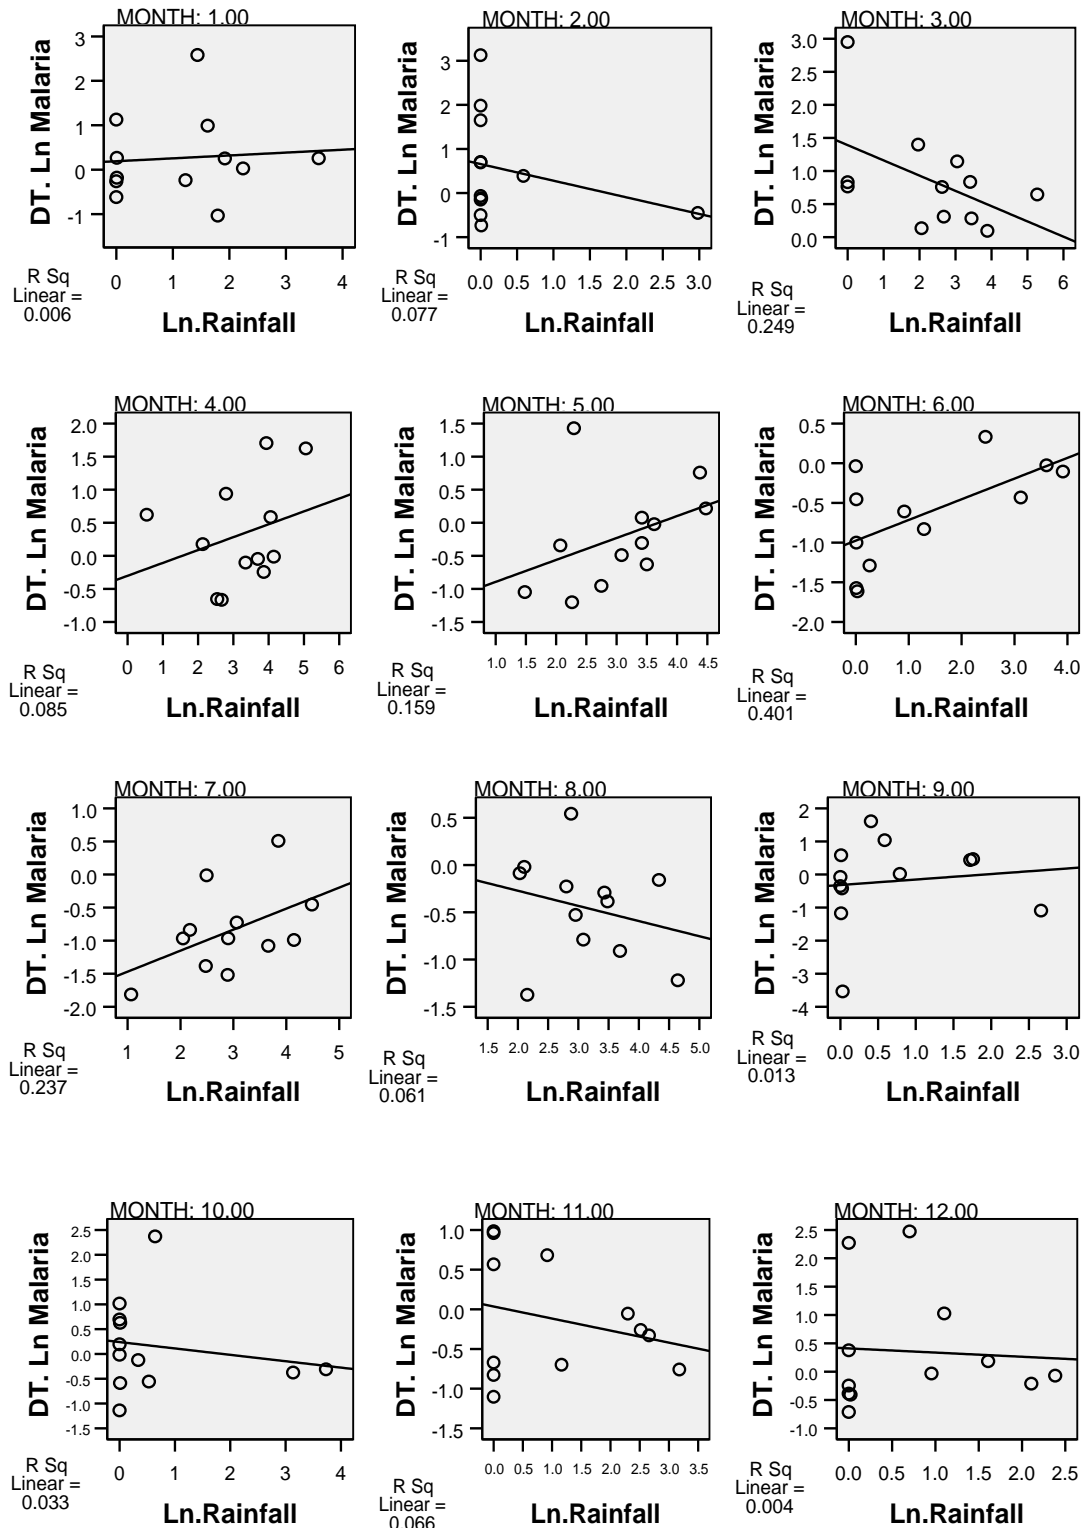 MONTH: 1.00
DT. Ln Malaria
3
2
1
0
-1
0 1 2 3 4
R Sq
Linear =
0.006
Ln.Rainfall
MONTH: 2.00
DT. Ln Malaria
3
2
1
0
-1
0.0 0.5 1.0 1.5 2.0 2.5 3.0
R Sq
Linear =
0.077
Ln.Rainfall
MONTH: 3.00
DT. Ln Malaria
3.0
2.5
2.0
1.5
1.0
0.5
0.0
0 1 2 3 4 5 6
R Sq
Linear =
0.249
Ln.Rainfall
MONTH: 4.00
DT. Ln Malaria
2.0
1.5
1.0
0.5
0.0
-0.5
-1.0
0 1 2 3 4 5 6
R Sq
Linear =
0.085
Ln.Rainfall
MONTH: 5.00
DT. Ln Malaria
1.5
1.0
0.5
0.0
-0.5
-1.0
-1.5
1.0 1.5 2.0 2.5 3.0 3.5 4.0 4.5
R Sq
Linear =
0.159
Ln.Rainfall
MONTH: 6.00
DT. Ln Malaria
0.5
0.0
-0.5
-1.0
-1.5
-2.0
0.0 1.0 2.0 3.0 4.0
R Sq
Linear =
0.401
Ln.Rainfall
MONTH: 7.00
DT. Ln Malaria
1.0
0.5
0.0
-0.5
-1.0
-1.5
-2.0
1 2 3 4 5
R Sq
Linear =
0.237
Ln.Rainfall
MONTH: 8.00
DT. Ln Malaria
0.5
0.0
-0.5
-1.0
-1.5
1.5 2.0 2.5 3.0 3.5 4.0 4.5 5.0
R Sq
Linear =
0.061
Ln.Rainfall
MONTH: 9.00
DT. Ln Malaria
2
1
0
-1
-2
-3
-4
0.0 0.5 1.0 1.5 2.0 2.5 3.0
R Sq
Linear =
0.013
Ln.Rainfall
MONTH: 10.00
DT. Ln Malaria
2.5
2.0
1.5
1.0
0.5
0.0
-0.5
-1.0
-1.5
0 1 2 3 4
R Sq
Linear =
0.033
Ln.Rainfall
MONTH: 11.00
DT. Ln Malaria
1.0
0.5
0.0
-0.5
-1.0
-1.5
0.0 0.5 1.0 1.5 2.0 2.5 3.0 3.5
R Sq
Linear =
0.066
Ln.Rainfall
MONTH: 12.00
DT. Ln Malaria
2.5
2.0
1.5
1.0
0.5
0.0
-0.5
-1.0
0.0 0.5 1.0 1.5 2.0 2.5
R Sq
Linear =
0.004
Ln.Rainfall